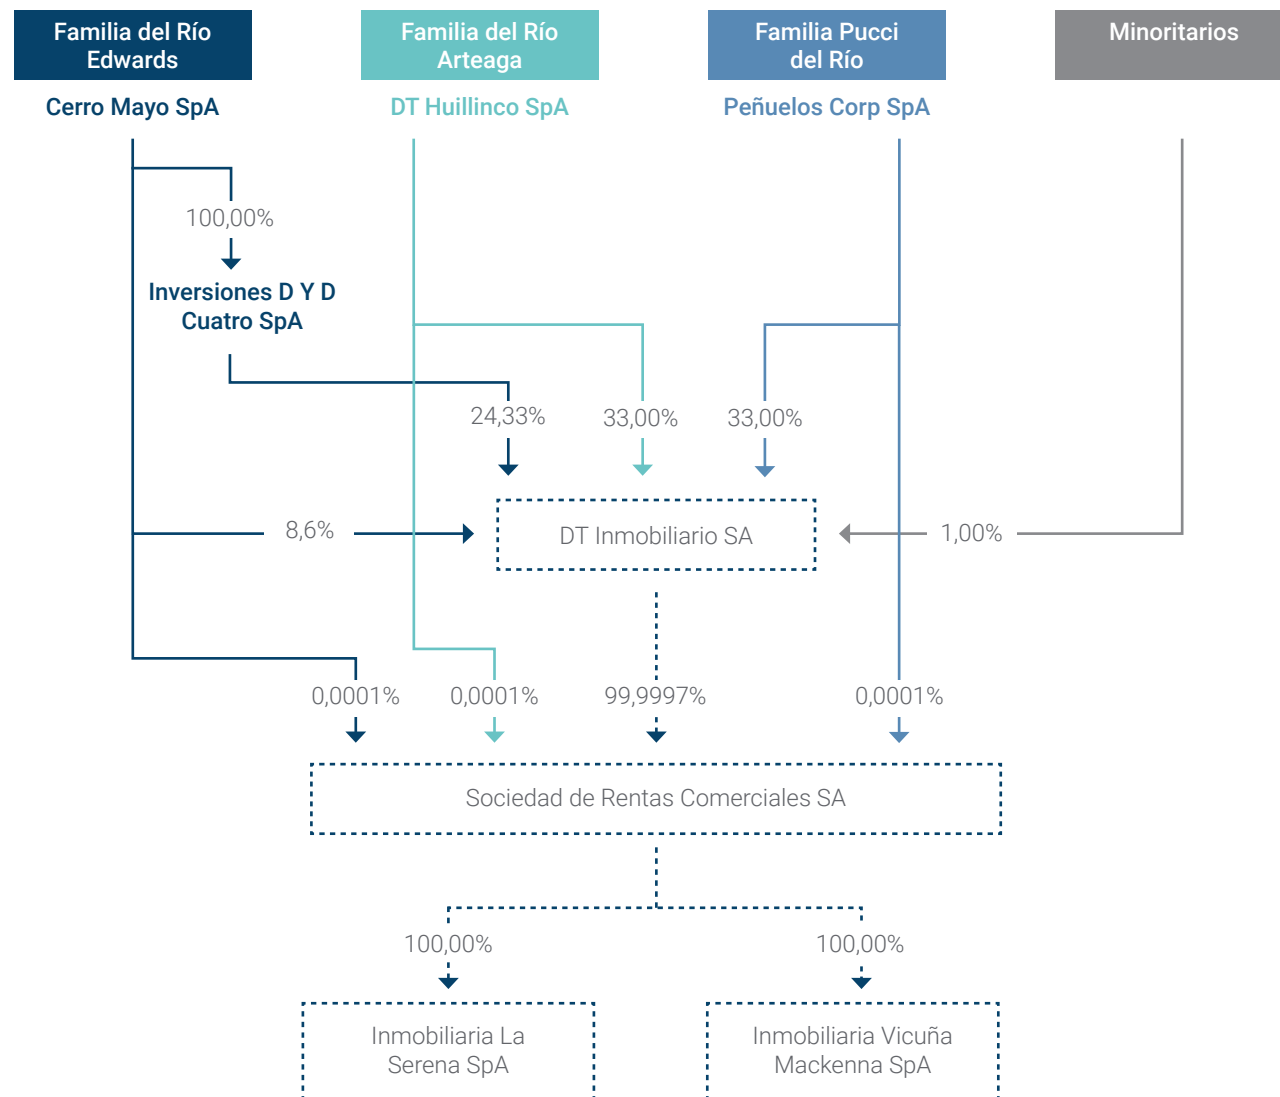 Familia del Río
Edwards
Familia del Río
Arteaga
Familia Pucci
del Río
Minoritarios
Cerro Mayo SpA
DT Huillinco SpA
Peñuelos Corp SpA
100,00%
Inversiones D Y D
Cuatro SpA
24,33%
33,00%
33,00%
8,6%
DT Inmobiliario SA
1,00%
0,0001%
0,0001%
99,9997%
0,0001%
Sociedad de Rentas Comerciales SA
100,00%
100,00%
Inmobiliaria La
Serena SpA
Inmobiliaria Vicuña
Mackenna SpA